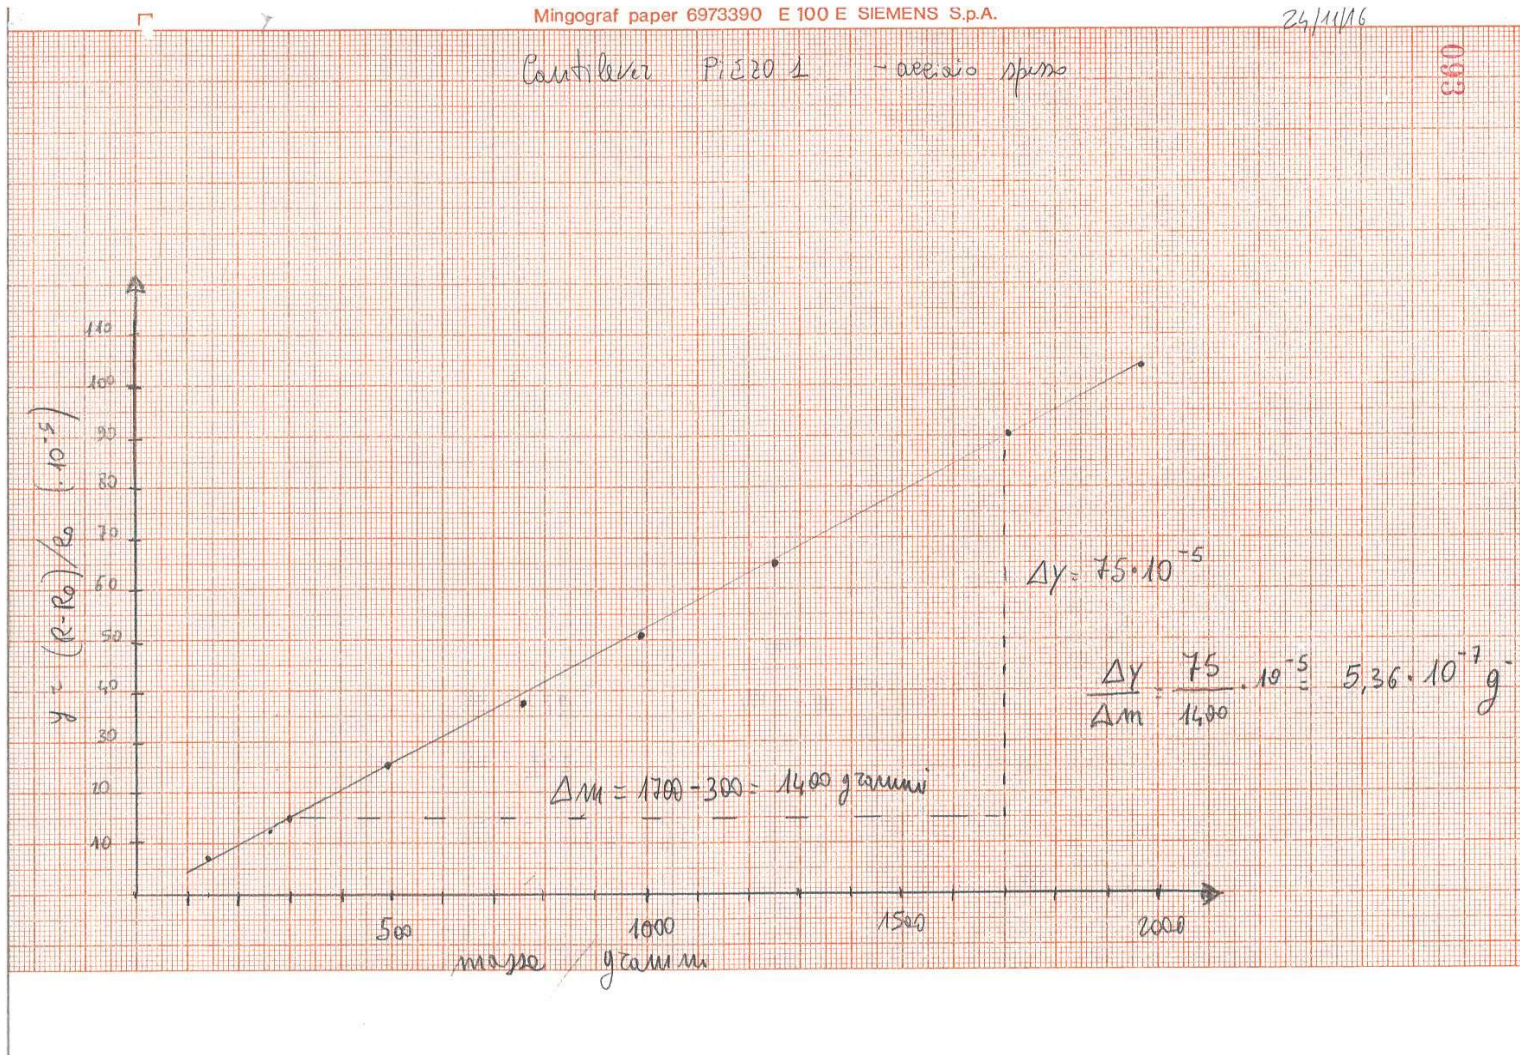 Mingograf paper 6973390 E 100 E SIEMENS S.p.A.
24/11/16
093
Cantilever PiEZO 1 - acciaio spesso
y = (R-R0)/R0 (·10⁻⁵)
110
100
90
80
70
60
50
40
30
20
10
Δy = 75·10⁻⁵
Δy/Δm = 75/1400 · 10⁻⁵ = 5,36·10⁻⁷ g⁻
Δm = 1700-300 = 1400 grammi
500 1000 1500 2000
massa grammi